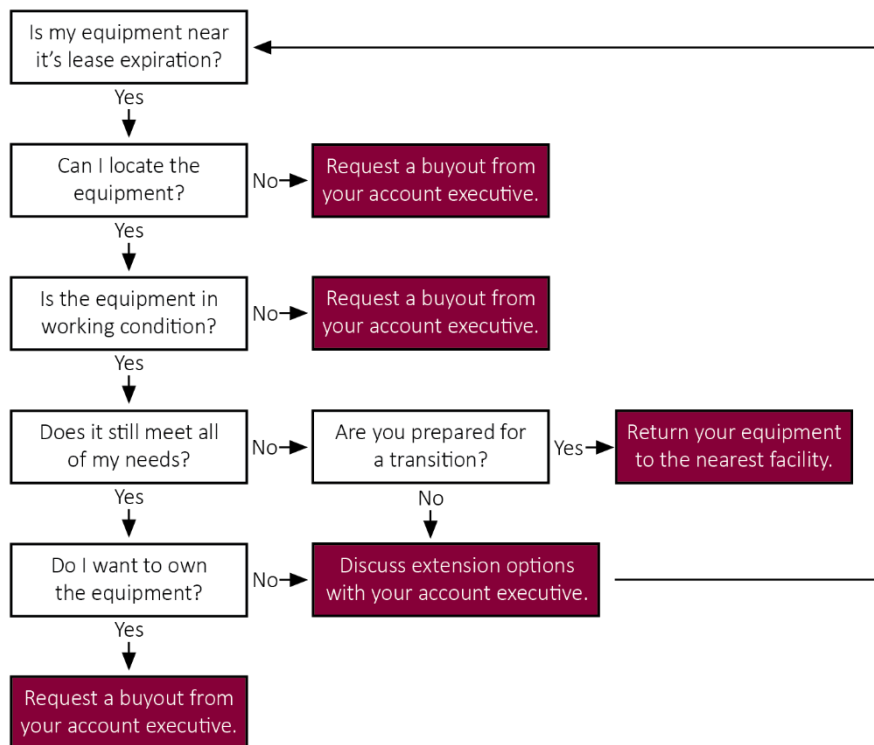 Is my equipment near
it's lease expiration?
Yes
Can I locate the
equipment?
No
Request a buyout from
your account executive.
Yes
Is the equipment in
working condition?
No
Request a buyout from
your account executive.
Yes
Does it still meet all
of my needs?
No
Are you prepared for
a transition?
Yes
Return your equipment
to the nearest facility.
Yes
No
Do I want to own
the equipment?
No
Discuss extension options
with your account executive.
Yes
Request a buyout from
your account executive.